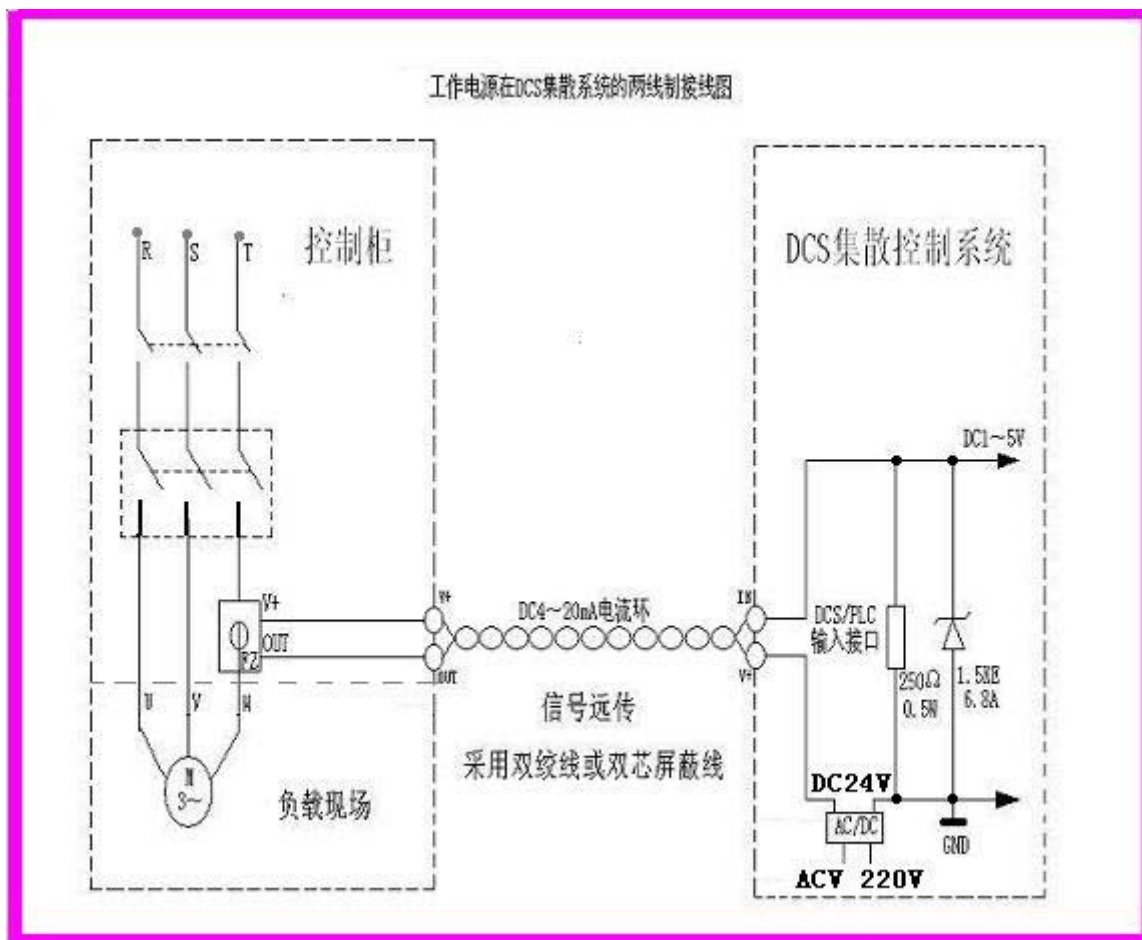 工作电源在DCS集散系统的两线制接线图
R S T
控制柜
DCS集散控制系统
DC1~5V
V+
OUT
V+
OUT
DC4~20mA电流环
IN
V+
DCS/PLC
输入接口
250Ω
0.5W
1.5KE
6.8A
U V W
信号远传
采用双绞线或双芯屏蔽线
M
3~
负载现场
DC24V
AC/DC
GND
ACV 220V